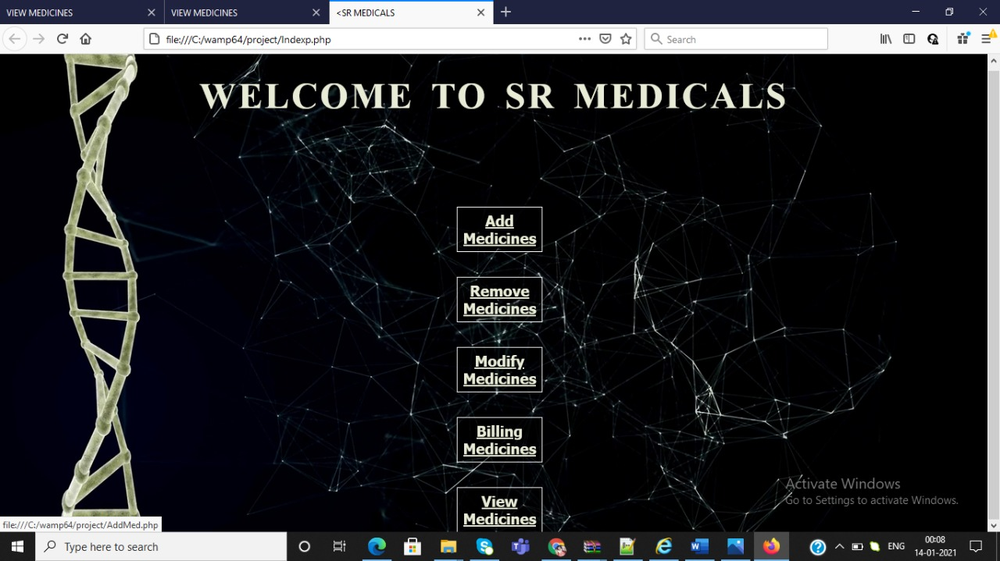 VIEW MEDICINES
VIEW MEDICINES
<SR MEDICALS
file:///C:/wamp64/project/Indexp.php
Search
WELCOME TO SR MEDICALS
Add
Medicines
Remove
Medicines
Modify
Medicines
Billing
Medicines
View
Medicines
Activate Windows
Go to Settings to activate Windows.
file:///C:/wamp64/project/AddMed.php
Type here to search
ENG
00:08
14-01-2021